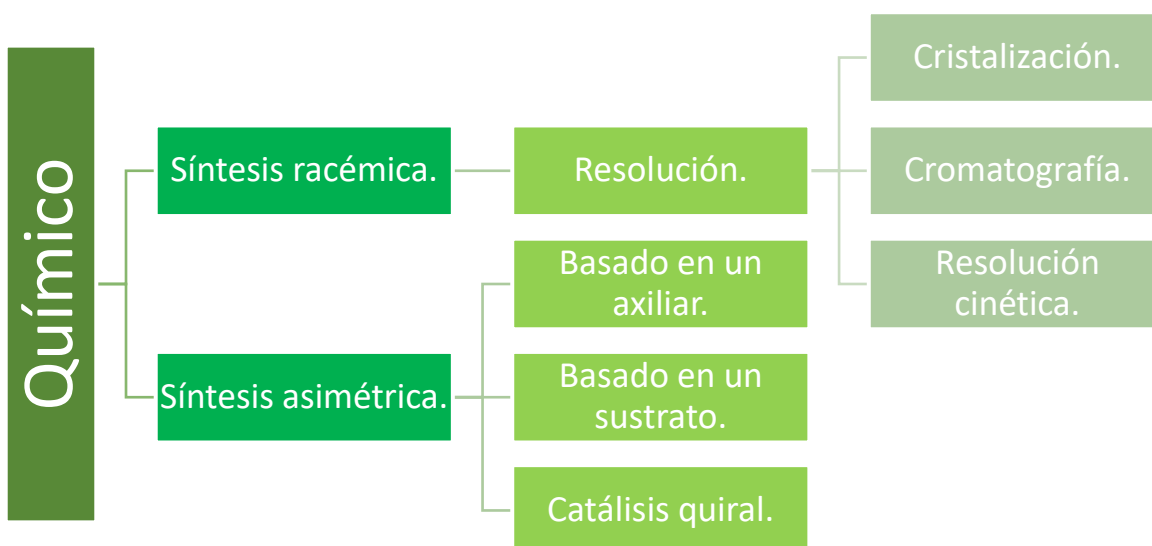 Químico
Síntesis racémica.
Resolución.
Cristalización.
Cromatografía.
Resolución
cinética.
Síntesis asimétrica.
Basado en un
axiliar.
Basado en un
sustrato.
Catálisis quiral.